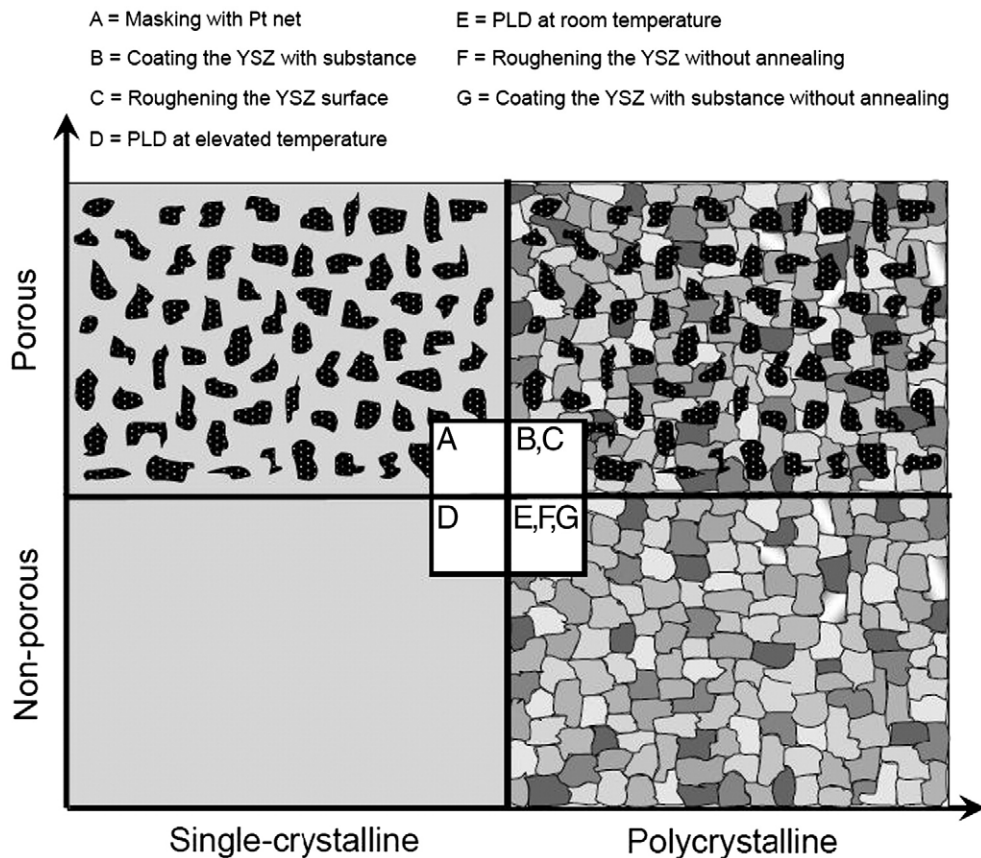 A = Masking with Pt net
B = Coating the YSZ with substance
C = Roughening the YSZ surface
D = PLD at elevated temperature
E = PLD at room temperature
F = Roughening the YSZ without annealing
G = Coating the YSZ with substance without annealing
Porous
Non-porous
A
B,C
D
E,F,G
Single-crystalline
Polycrystalline